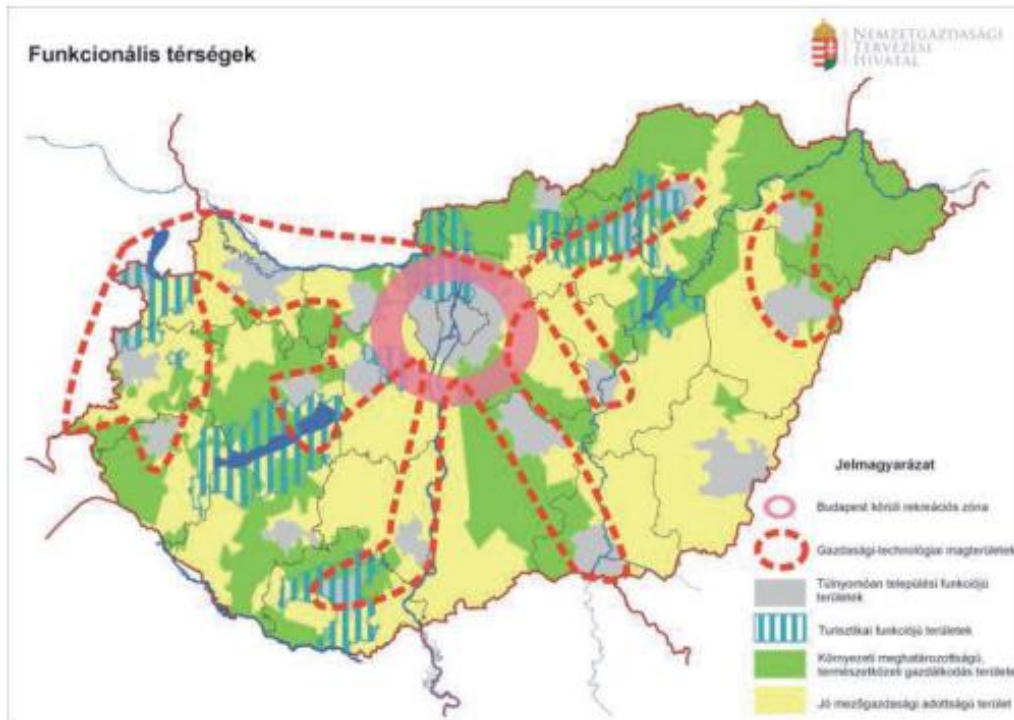 Funkcionális térségek
NEMZETGAZDASÁGI
TERVEZÉSI
HIVATAL
Jelmagyarázat
Budapest körüli rekreációs zóna
Gazdasági-technológiai magterületek
Túlnyomóan települési funkciójú
területek
Turisztikai funkciójú területek
Környezeti meghatározottságú,
természetközeli gazdálkodás területe
Jó mezőgazdasági adottságú terület